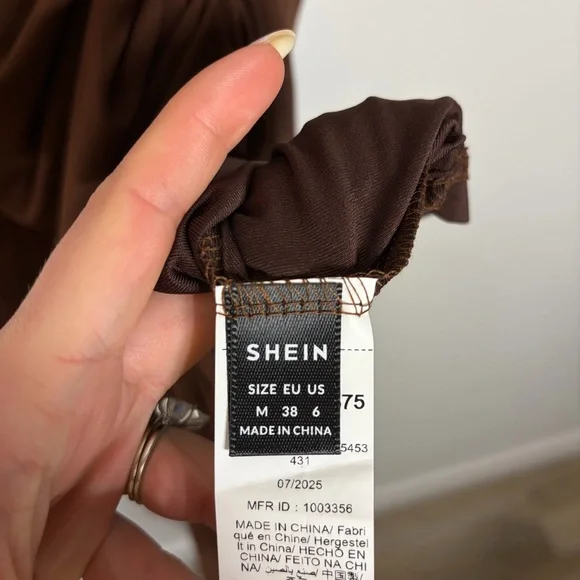 SHEIN
SIZE EU US
M 38 6
MADE IN CHINA
75
5453
431
07/2025
MFR ID : 1003356
MADE IN CHINA/ Fabri
qué en Chine/ Hergestel
lt in China/ HECHO EN
CHINA/ FEITO NA CHI
NA/